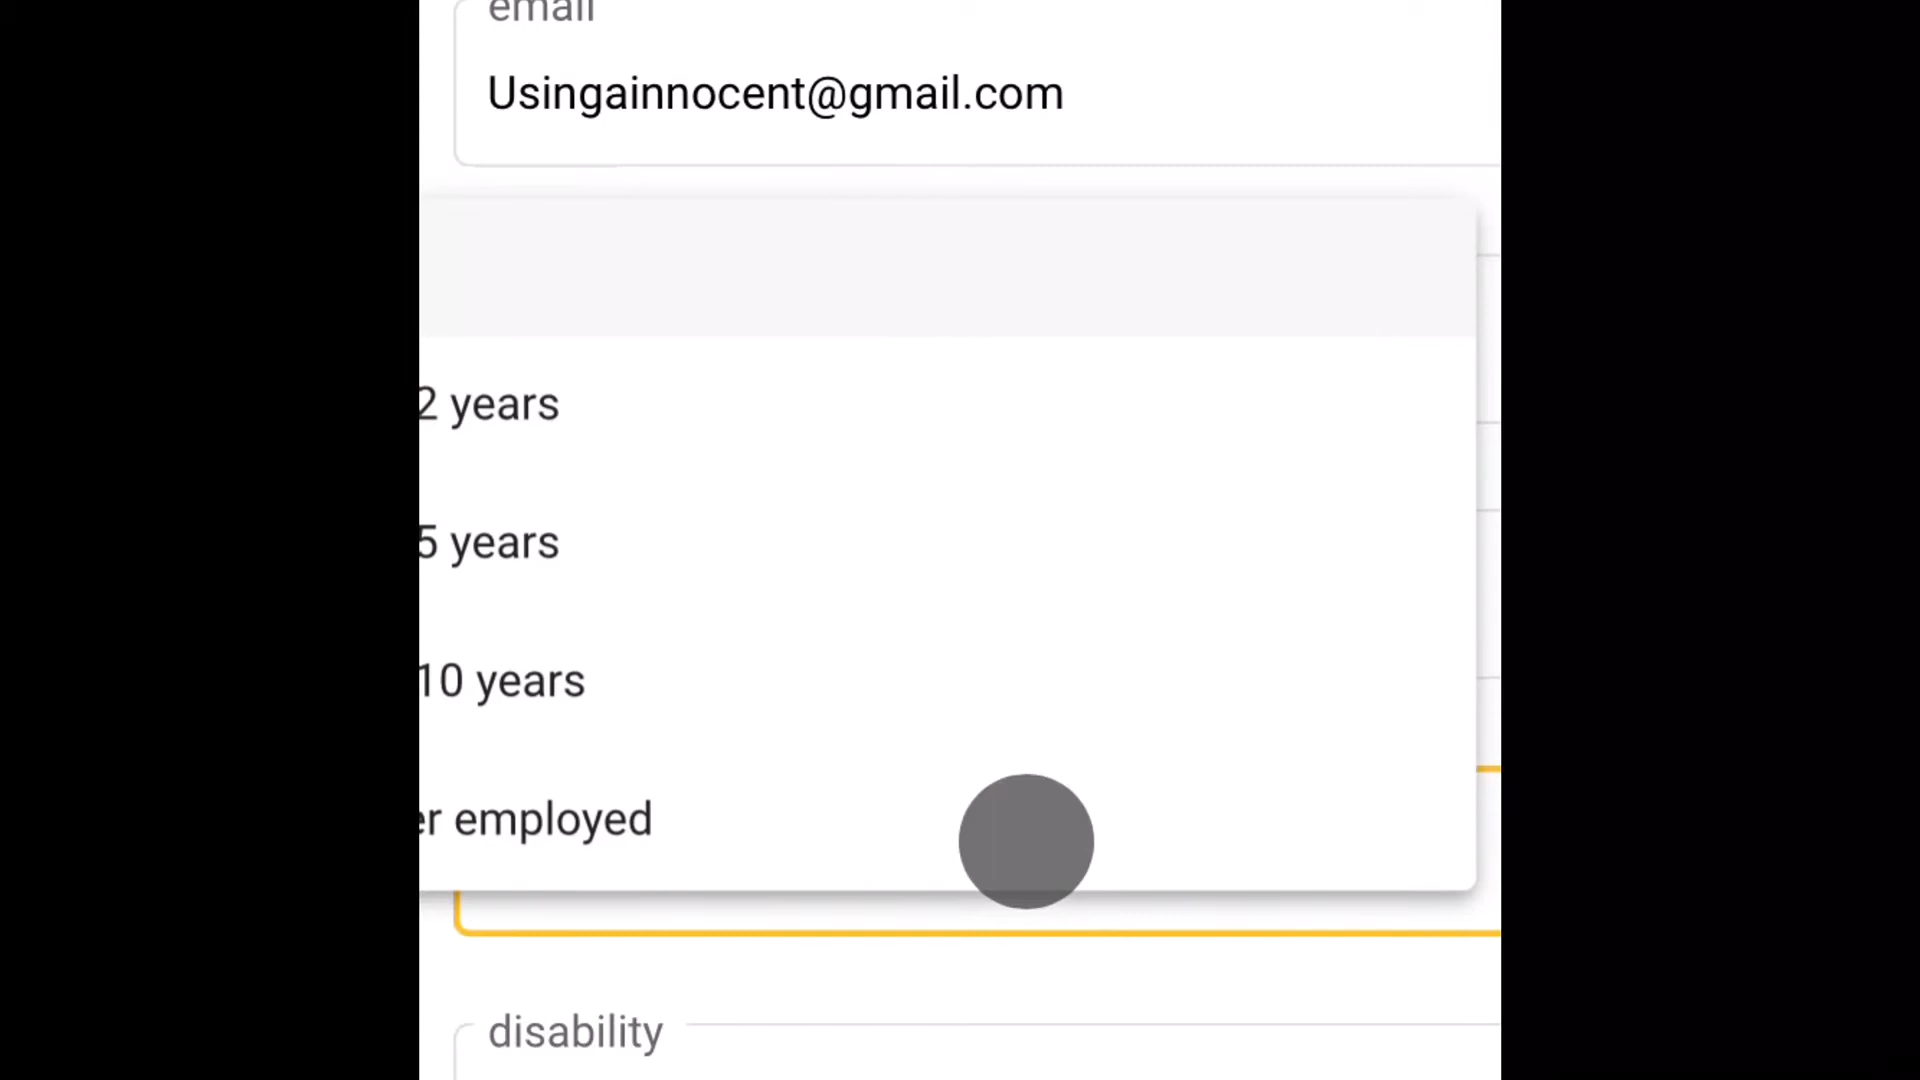 email
Usingainnocent@gmail.com
2 years
5 years
10 years
employed
disability